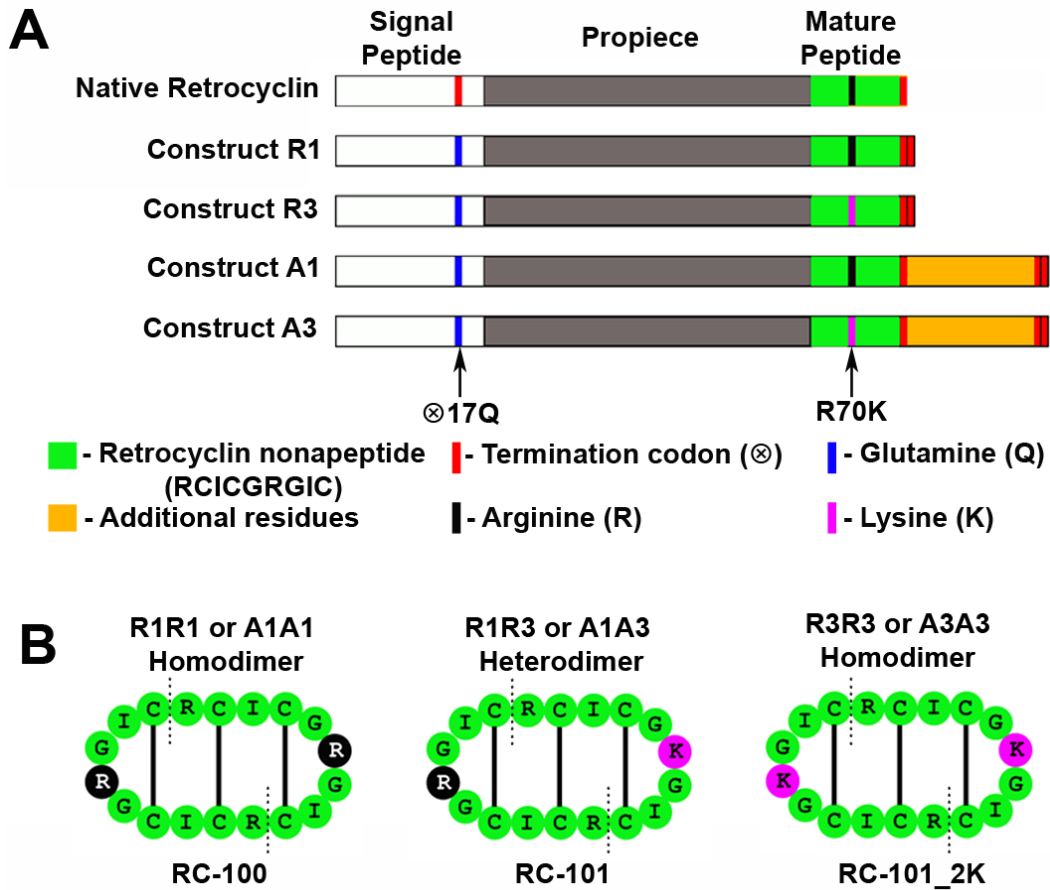 A
Signal
Peptide
Propiece
Mature
Peptide
Native Retrocyclin
Construct R1
Construct R3
Construct A1
Construct A3
⊗17Q
R70K
- Retrocyclin nonapeptide
(RCICGRGIC)
- Termination codon (⊗)
- Glutamine (Q)
- Additional residues
- Arginine (R)
- Lysine (K)
B
R1R1 or A1A1
Homodimer
G I C R C I C G R
R G C I C R C I G
RC-100
R1R3 or A1A3
Heterodimer
G I C R C I C G K
R G C I C R C I G
RC-101
R3R3 or A3A3
Homodimer
G I C R C I C G K
K G C I C R C I G
RC-101_2K